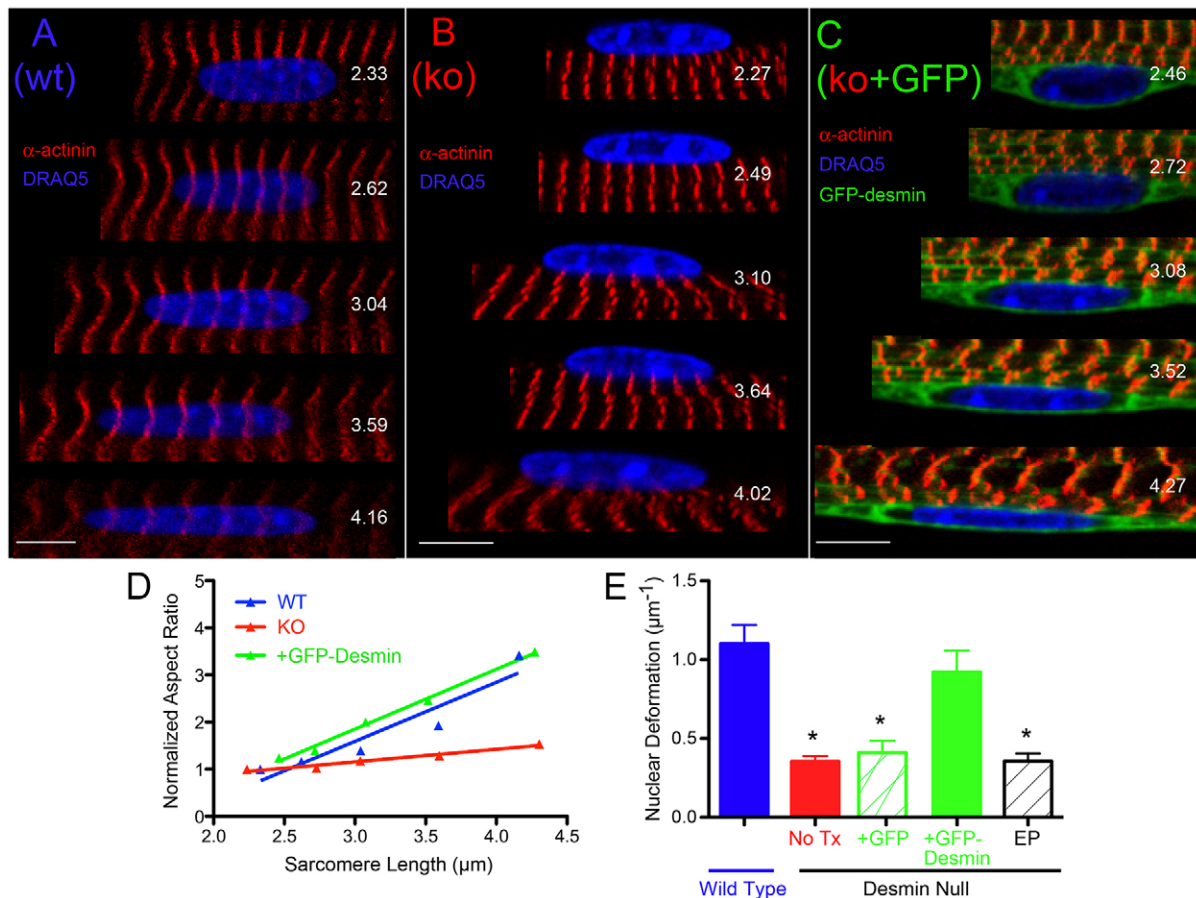 A
(wt)
α-actinin
DRAQ5
2.33
2.62
3.04
3.59
4.16
B
(ko)
α-actinin
DRAQ5
2.27
2.49
3.10
3.64
4.02
C
(ko+GFP)
α-actinin
DRAQ5
GFP-desmin
2.46
2.72
3.08
3.52
4.27
D
Normalized Aspect Ratio
5
4
3
2
1
0
WT
KO
+GFP-Desmin
2.0 2.5 3.0 3.5 4.0 4.5
Sarcomere Length (µm)
E
Nuclear Deformation (µm⁻¹)
1.5
1.0
0.5
0.0
* * *
No Tx +GFP +GFP-Desmin EP
Wild Type Desmin Null